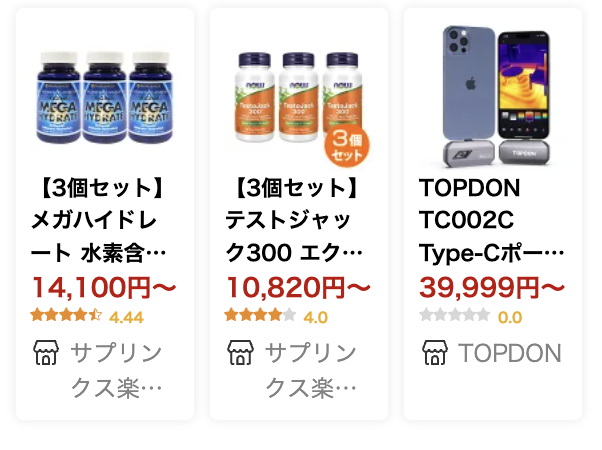 MEGA
HYDRATE
MEGA
HYDRATE
MEGA
HYDRATE
【3個セット】
メガハイドレ
ート 水素含…
14,100円〜
4.44
サプリン
クス楽…
NOW
TestoJack
300
NOW
TestoJack
300
NOW
TestoJack
300
3個
セット
【3個セット】
テストジャッ
ク300 エク…
10,820円〜
4.0
サプリン
クス楽…
TOPDON
TOPDON
TC002C
Type-Cポー…
39,999円〜
0.0
TOPDON